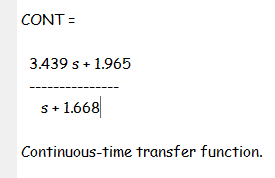 CONT =
3.439 s + 1.965
---------------
s + 1.668
Continuous-time transfer function.